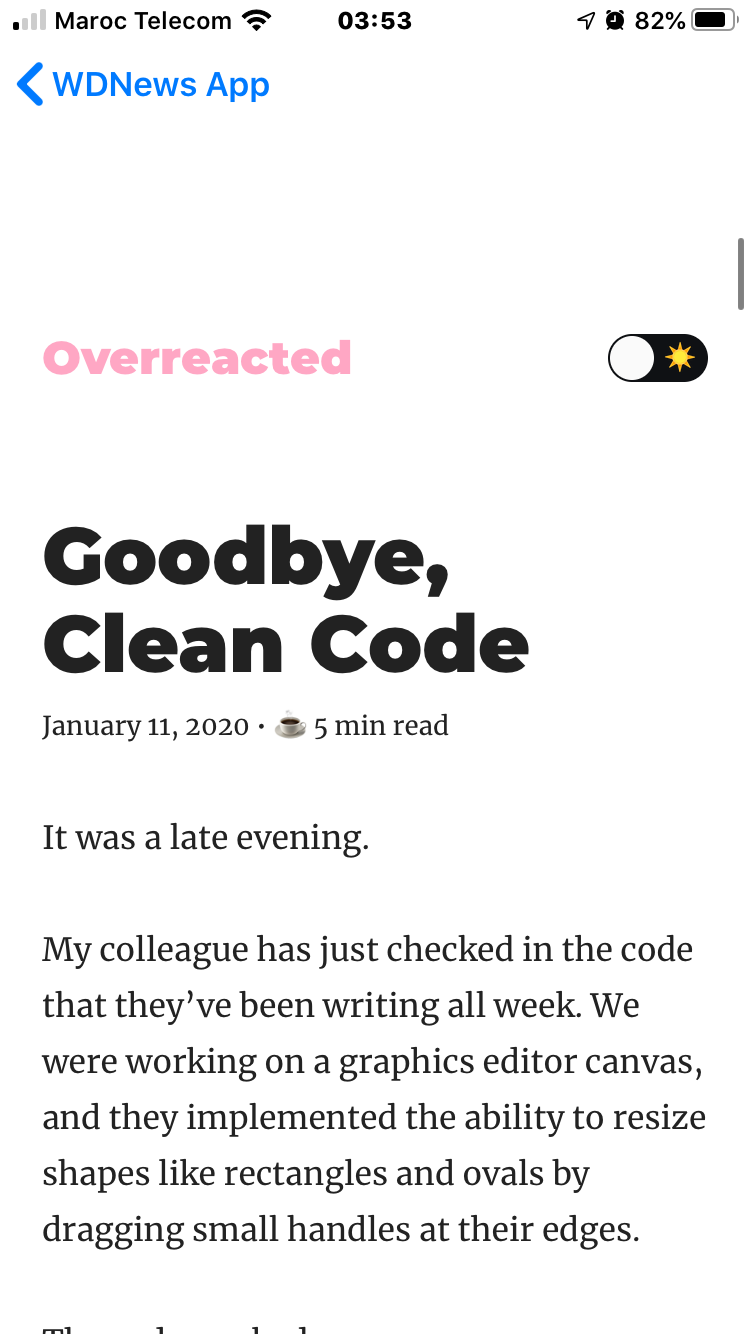 Maroc Telecom 03:53 82%
WDNews App
Overreacted
Goodbye,
Clean Code
January 11, 2020 • ☕ 5 min read
It was a late evening.
My colleague has just checked in the code
that they’ve been writing all week. We
were working on a graphics editor canvas,
and they implemented the ability to resize
shapes like rectangles and ovals by
dragging small handles at their edges.